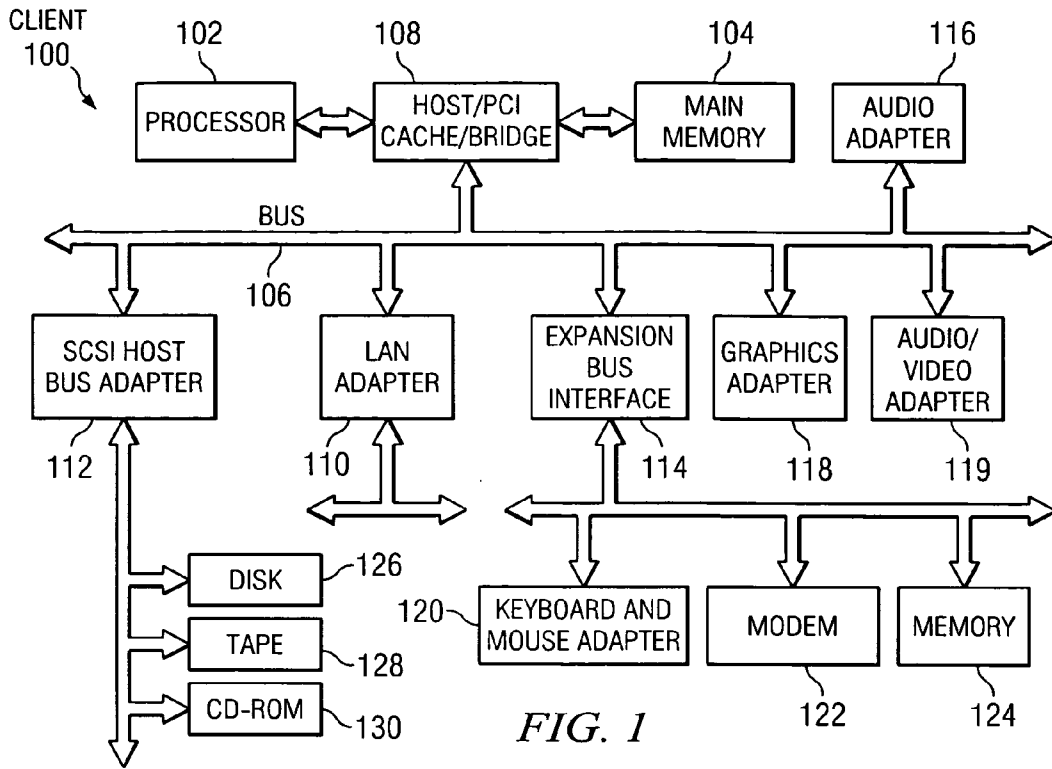 CLIENT
100
102
108
104
116
PROCESSOR
HOST/PCI
CACHE/BRIDGE
MAIN
MEMORY
AUDIO
ADAPTER
BUS
106
SCSI HOST
BUS ADAPTER
LAN
ADAPTER
EXPANSION
BUS
INTERFACE
GRAPHICS
ADAPTER
AUDIO/
VIDEO
ADAPTER
112
110
114
118
119
DISK
126
TAPE
128
CD-ROM
130
120
KEYBOARD AND
MOUSE ADAPTER
MODEM
MEMORY
122
124
FIG. 1